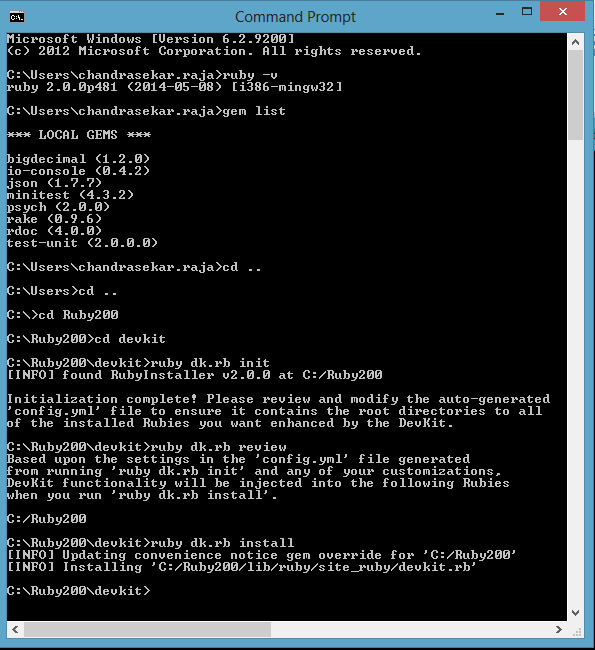 Command Prompt
Microsoft Windows [Version 6.2.9200]
(c) 2012 Microsoft Corporation. All rights reserved.
C:\Users\chandrasekar.raja>ruby -v
ruby 2.0.0p481 (2014-05-08) [i386-mingw32]
C:\Users\chandrasekar.raja>gem list
*** LOCAL GEMS ***
bigdecimal (1.2.0)
io-console (0.4.2)
json (1.7.7)
minitest (4.3.2)
psych (2.0.0)
rake (0.9.6)
rdoc (4.0.0)
test-unit (2.0.0.0)
C:\Users\chandrasekar.raja>cd ..
C:\Users>cd ..
C:\>cd Ruby200
C:\Ruby200>cd devkit
C:\Ruby200\devkit>ruby dk.rb init
[INFO] found RubyInstaller v2.0.0 at C:/Ruby200
Initialization complete! Please review and modify the auto-generated
'config.yml' file to ensure it contains the root directories to all
of the installed Rubies you want enhanced by the DevKit.
C:\Ruby200\devkit>ruby dk.rb review
Based upon the settings in the 'config.yml' file generated
from running 'ruby dk.rb init' and any of your customizations,
DevKit functionality will be injected into the following Rubies
when you run 'ruby dk.rb install'.
C:/Ruby200
C:\Ruby200\devkit>ruby dk.rb install
[INFO] Updating convenience notice gem override for 'C:/Ruby200'
[INFO] Installing 'C:/Ruby200/lib/ruby/site_ruby/devkit.rb'
C:\Ruby200\devkit>